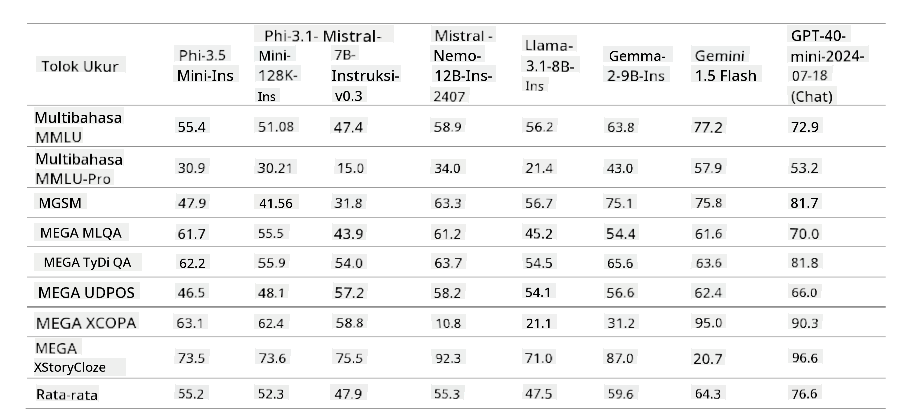 Tolok Ukur Phi-3.5 Mini-Ins Phi-3.1- Mini- 128K- Ins Mistral- 7B- Instruksi- v0.3 Mistral - Nemo- 12B-Ins- 2407 Llama- 3.1-8B- Ins Gemma- 2-9B-Ins Gemini 1.5 Flash GPT-40- mini-2024- 07-18 (Chat)
Multibahasa MMLU 55.4 51.08 47.4 58.9 56.2 63.8 77.2 72.9
Multibahasa MMLU-Pro 30.9 30.21 15.0 34.0 21.4 43.0 57.9 53.2
MGSM 47.9 41.56 31.8 63.3 56.7 75.1 75.8 81.7
MEGA MLQA 61.7 55.5 43.9 61.2 45.2 54.4 61.6 70.0
MEGA TyDi QA 62.2 55.9 54.0 63.7 54.5 65.6 63.6 81.8
MEGA UDPOS 46.5 48.1 57.2 58.2 54.1 56.6 62.4 66.0
MEGA XCOPA 63.1 62.4 58.8 10.8 21.1 31.2 95.0 90.3
MEGA XStoryCloze 73.5 73.6 75.5 92.3 71.0 87.0 20.7 96.6
Rata-rata 55.2 52.3 47.9 55.3 47.5 59.6 64.3 76.6